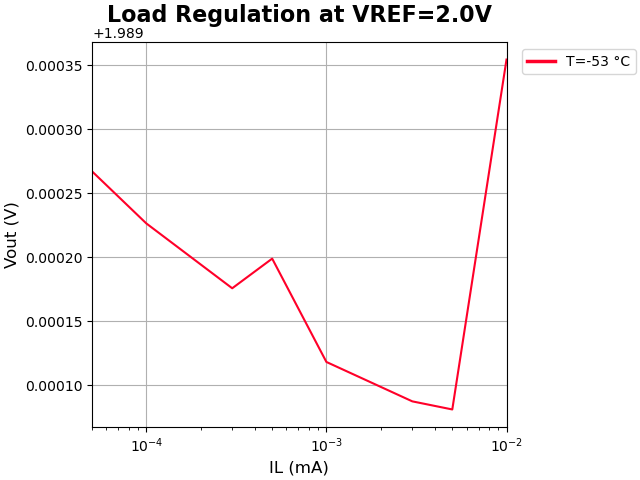 Load Regulation at VREF=2.0V
+1.989
T=-53 °C
0.00035
0.00030
0.00025
0.00020
0.00015
0.00010
Vout (V)
10⁻⁴
10⁻³
10⁻²
IL (mA)